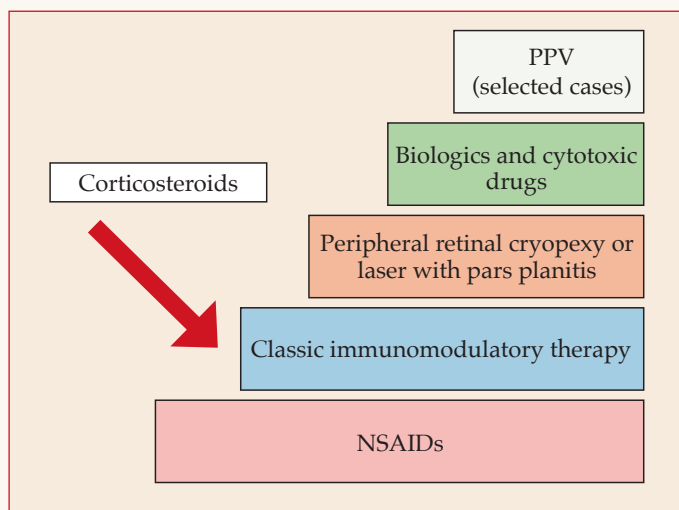 PPV
(selected cases)
Biologics and cytotoxic
drugs
Corticosteroids
Peripheral retinal cryopexy or
laser with pars planitis
Classic immunomodulatory therapy
NSAIDs